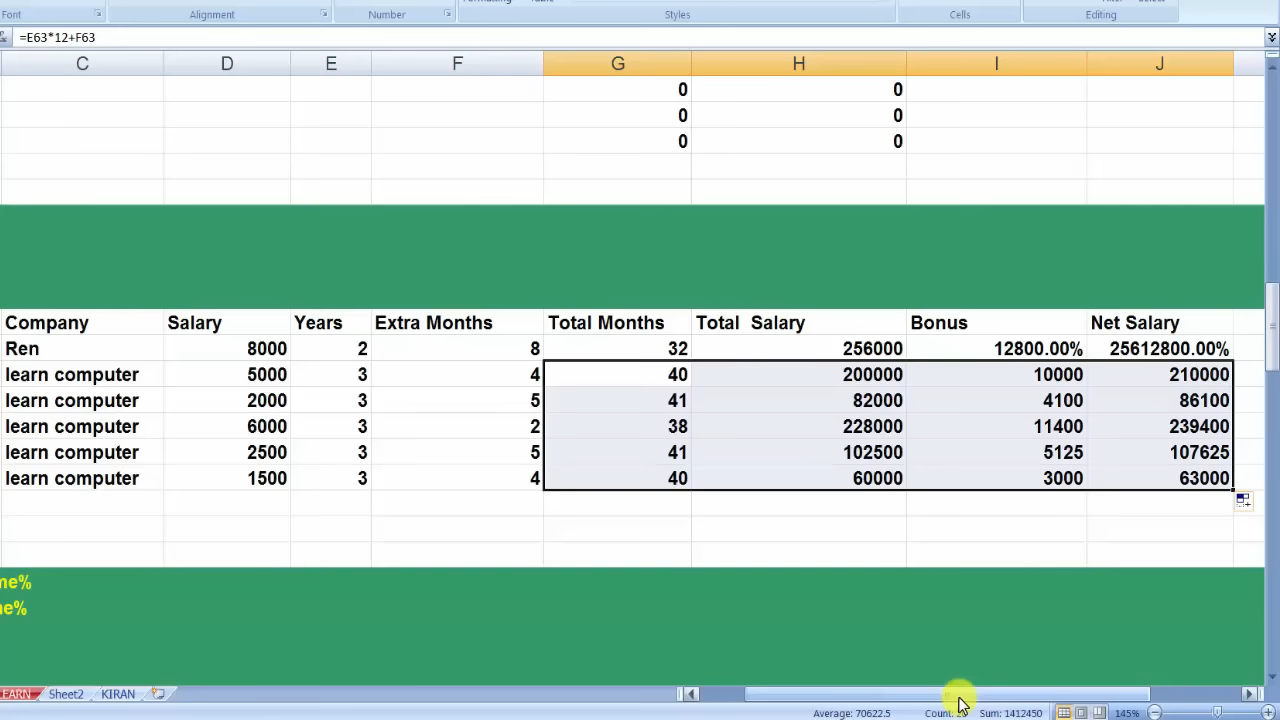 Font Alignment Number Styles Cells Editing
=E63*12+F63
C D E F G H I J
0 0
0 0
0 0
Company Salary Years Extra Months Total Months Total Salary Bonus Net Salary
Ren 8000 2 8 32 256000 12800.00% 25612800.00%
learn computer 5000 3 4 40 200000 10000 210000
learn computer 2000 3 5 41 82000 4100 86100
learn computer 6000 3 2 38 228000 11400 239400
learn computer 2500 3 5 41 102500 5125 107625
learn computer 1500 3 4 40 60000 3000 63000
me%
e%
EARN Sheet2 KIRAN
Average: 70622.5 Count: Sum: 1412450 145%